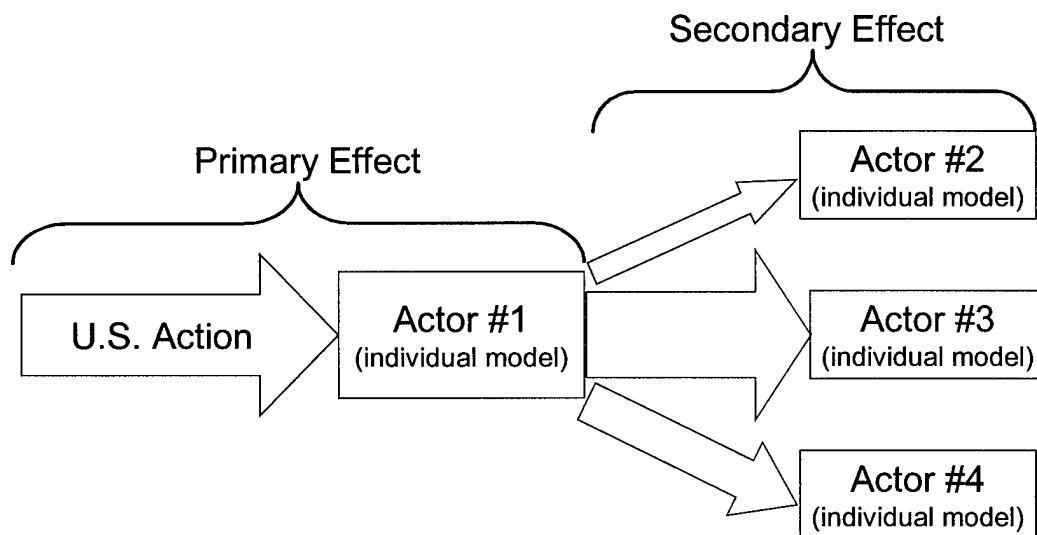 Secondary Effect
Primary Effect
U.S. Action
Actor #1
(individual model)
Actor #2
(individual model)
Actor #3
(individual model)
Actor #4
(individual model)